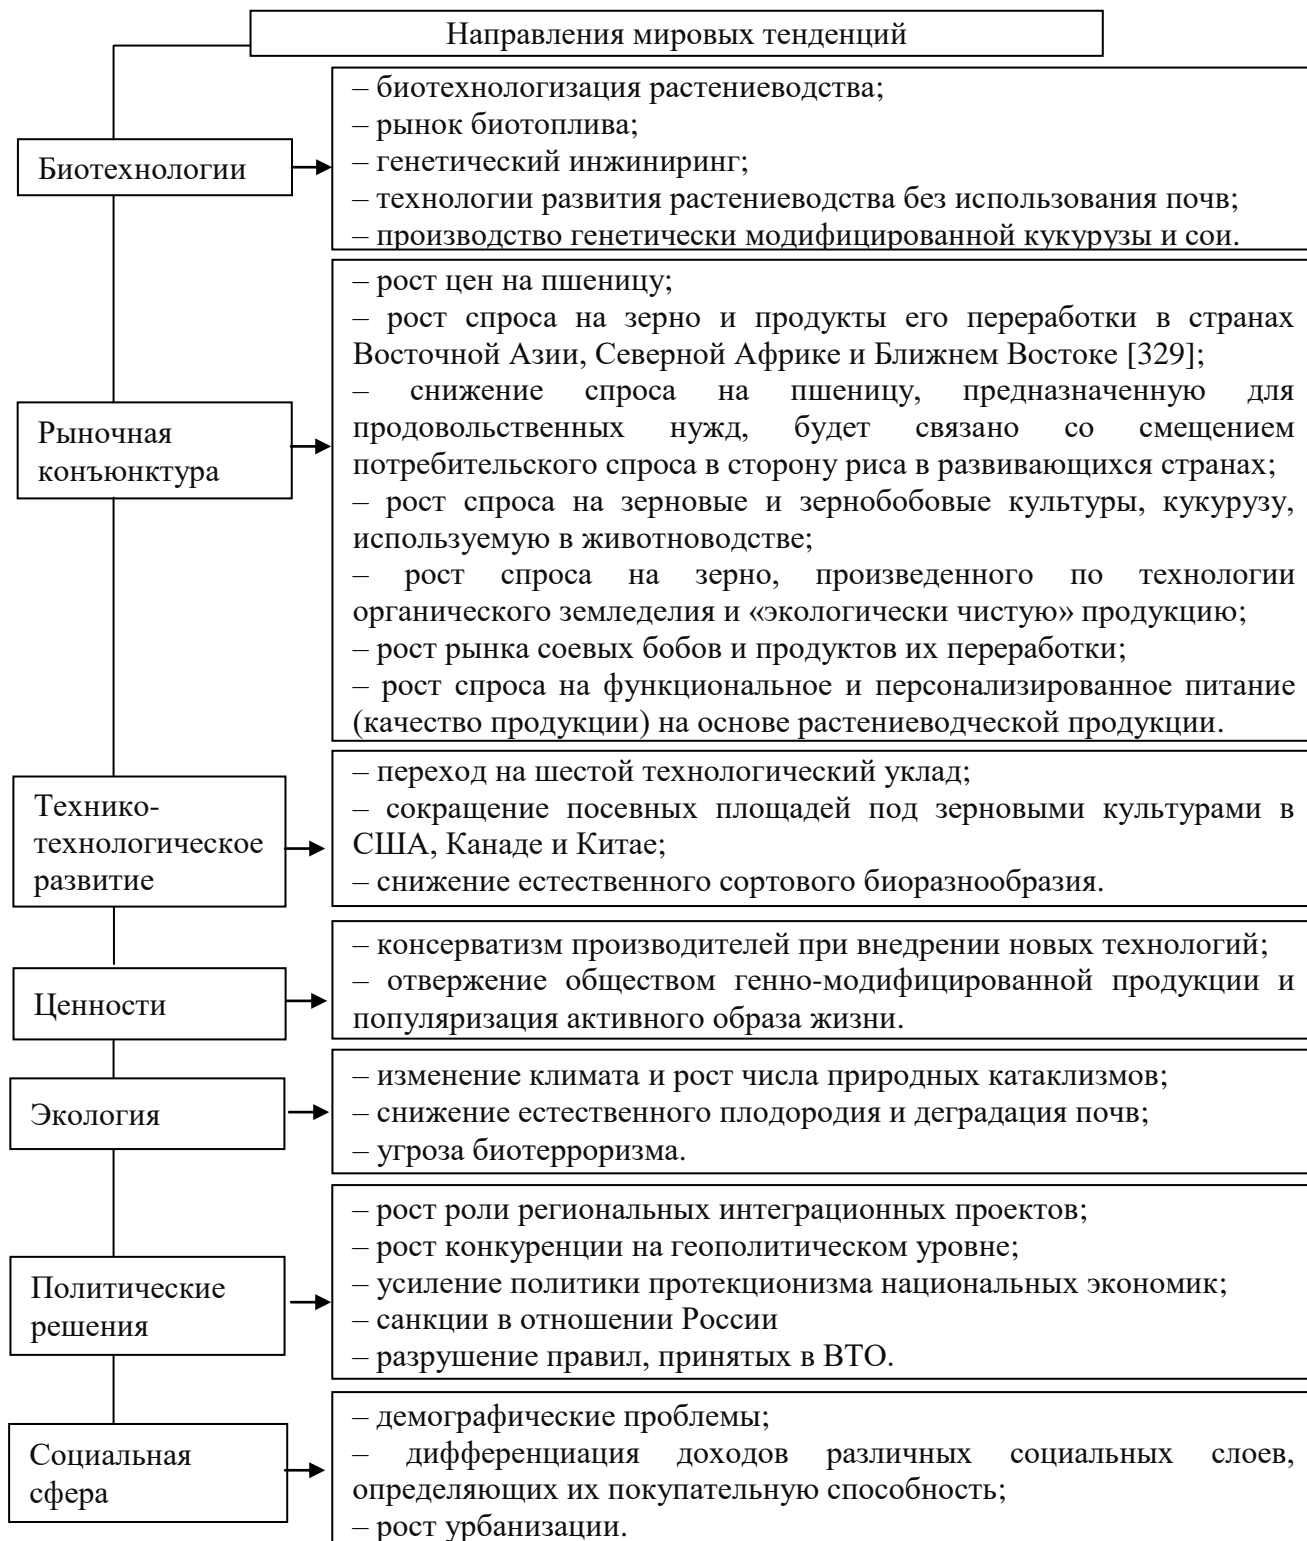 Направления мировых тенденций
Биотехнологии
– биотехнологизация растениеводства;
– рынок биотоплива;
– генетический инжиниринг;
– технологии развития растениеводства без использования почв;
– производство генетически модифицированной кукурузы и сои.
Рыночная
конъюнктура
– рост цен на пшеницу;
– рост спроса на зерно и продукты его переработки в странах
Восточной Азии, Северной Африке и Ближнем Востоке [329];
– снижение спроса на пшеницу, предназначенную для
продовольственных нужд, будет связано со смещением
потребительского спроса в сторону риса в развивающихся странах;
– рост спроса на зерновые и зернобобовые культуры, кукурузу,
используемую в животноводстве;
– рост спроса на зерно, произведенного по технологии
органического земледелия и «экологически чистую» продукцию;
– рост рынка соевых бобов и продуктов их переработки;
– рост спроса на функциональное и персонализированное питание
(качество продукции) на основе растениеводческой продукции.
Технико-
технологическое
развитие
– переход на шестой технологический уклад;
– сокращение посевных площадей под зерновыми культурами в
США, Канаде и Китае;
– снижение естественного сортового биоразнообразия.
Ценности
– консерватизм производителей при внедрении новых технологий;
– отвержение обществом генно-модифицированной продукции и
популяризация активного образа жизни.
Экология
– изменение климата и рост числа природных катаклизмов;
– снижение естественного плодородия и деградация почв;
– угроза биотерроризма.
Политические
решения
– рост роли региональных интеграционных проектов;
– рост конкуренции на геополитическом уровне;
– усиление политики протекционизма национальных экономик;
– санкции в отношении России
– разрушение правил, принятых в ВТО.
Социальная
сфера
– демографические проблемы;
– дифференциация доходов различных социальных слоев,
определяющих их покупательную способность;
– рост урбанизации.